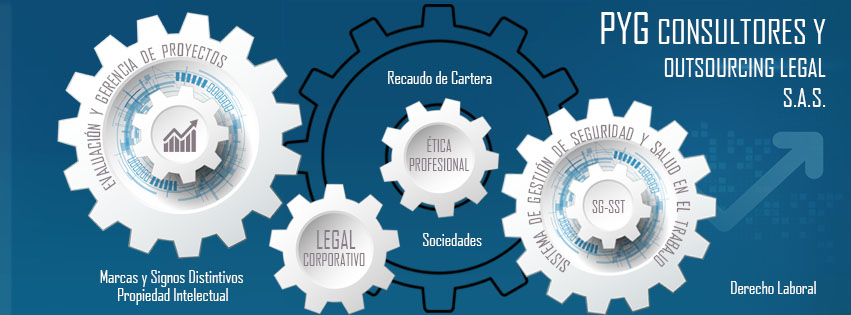 PYG CONSULTORES Y
OUTSOURCING LEGAL
S.A.S.
EVALUACIÓN Y GERENCIA DE PROYECTOS
Recaudo de Cartera
ÉTICA
PROFESIONAL
SISTEMA DE GESTIÓN DE SEGURIDAD Y SALUD EN EL TRABAJO
SG-SST
LEGAL
CORPORATIVO
Sociedades
Marcas y Signos Distintivos
Propiedad Intelectual
Derecho Laboral